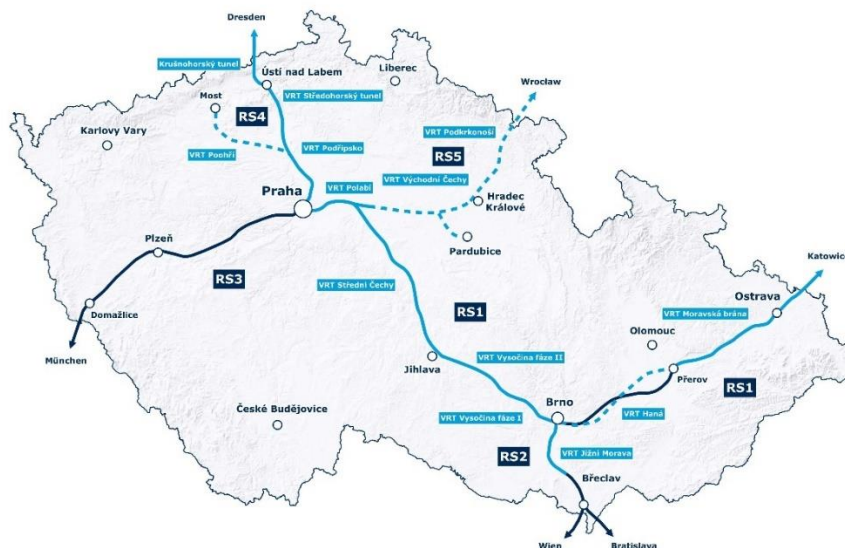 Dresden
Krušnohorský tunel
Ústí nad Labem
Liberec
Wrocław
Most
VRT Středohorský tunel
RS4
Karlovy Vary
VRT Podkrkonoší
VRT Poohří
VRT Podřipsko
RS5
VRT Východní Čechy
Praha
VRT Polabí
Hradec
Králové
Plzeň
Pardubice
RS3
Katowice
VRT Střední Čechy
Ostrava
Domažlice
RS1
VRT Moravská brána
Olomouc
München
Jihlava
VRT Vysočina fáze II
Přerov
RS1
České Budějovice
Brno
VRT Vysočina fáze I
VRT Haná
RS2
VRT Jižní Morava
Břeclav
Wien
Bratislava